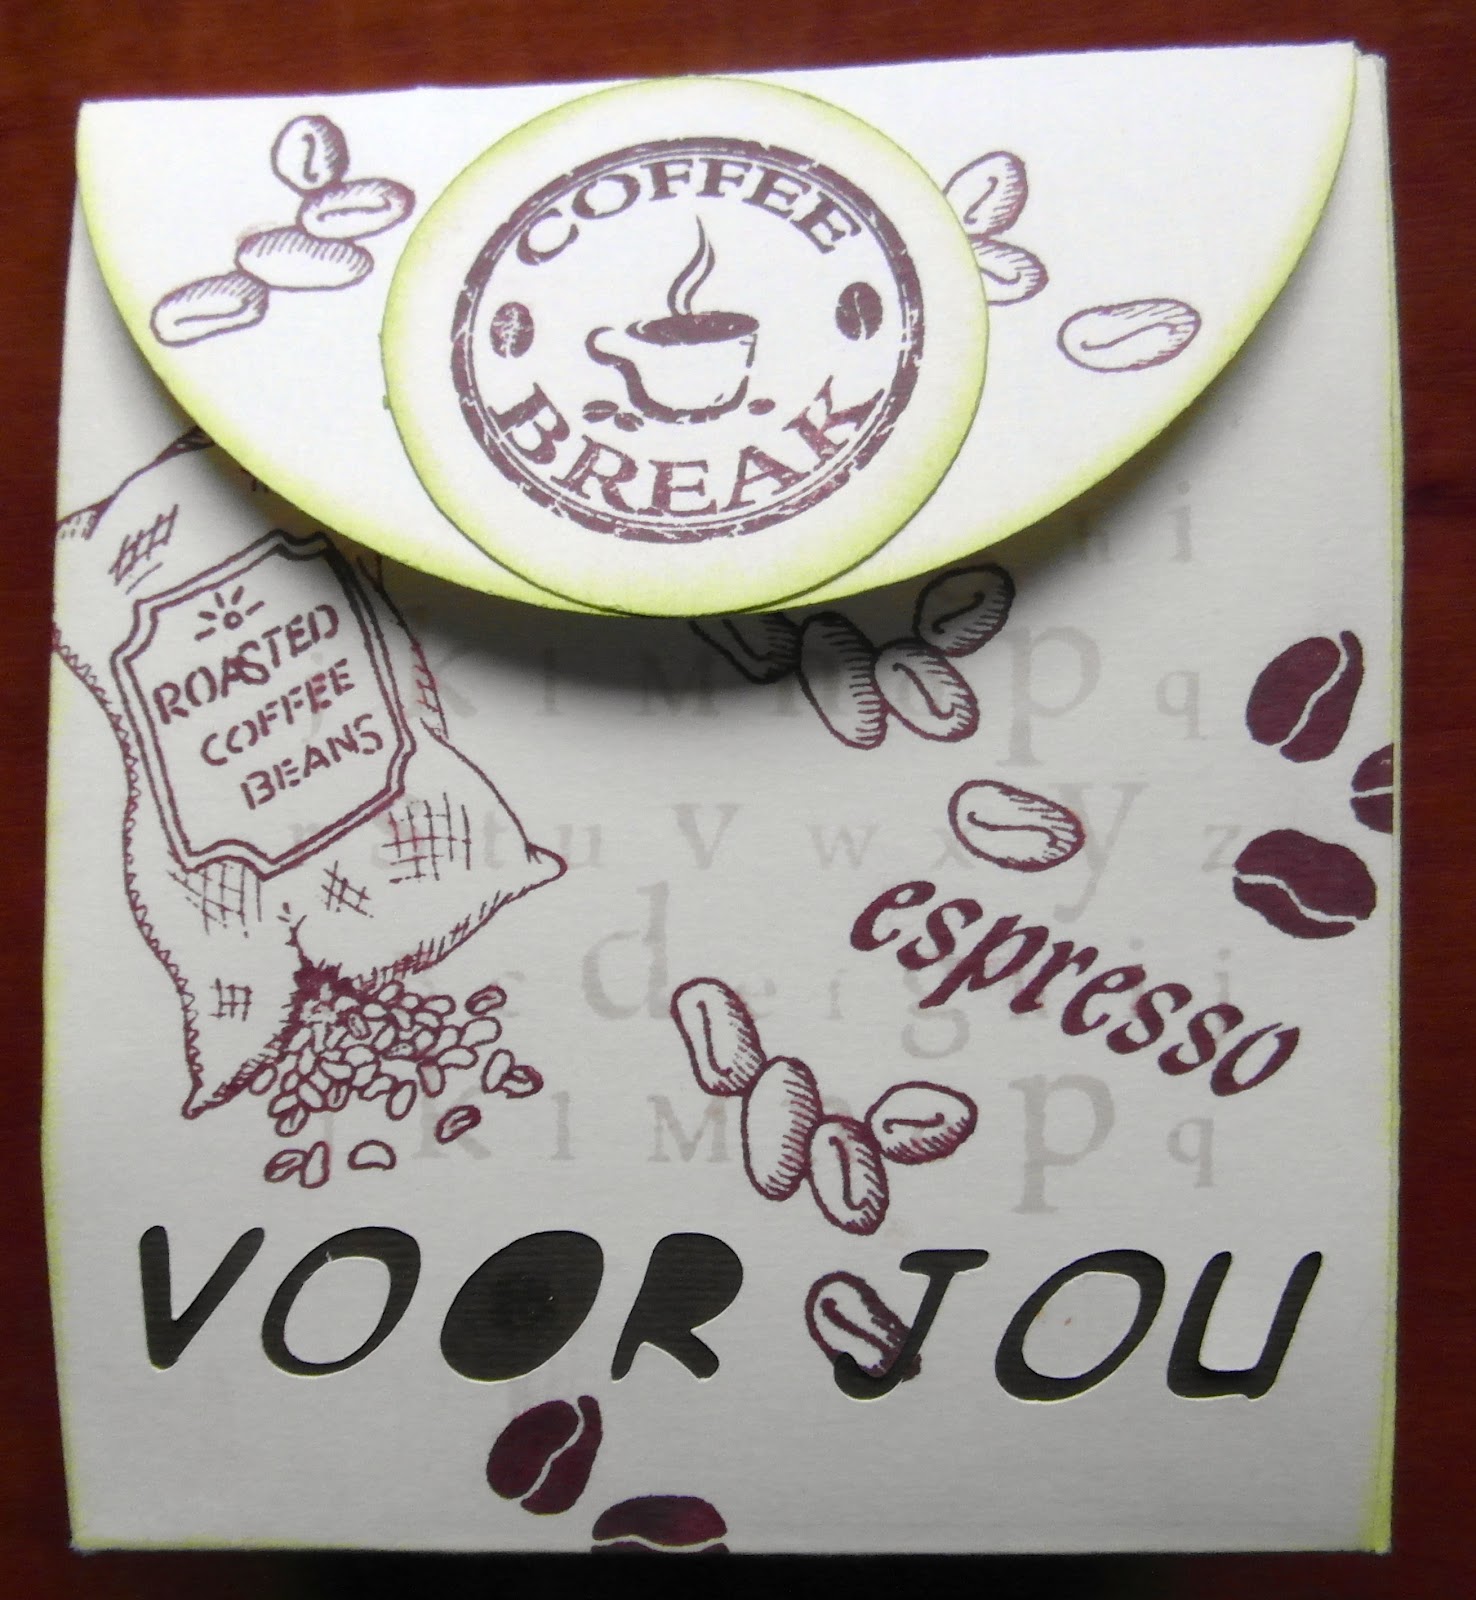 COFFEE
BREAK
ROASTED
COFFEE
BEANS
i
j K l M N p q
s t u v w x y z
espresso
c d e f g i
j K l M p q
VOOR JOU